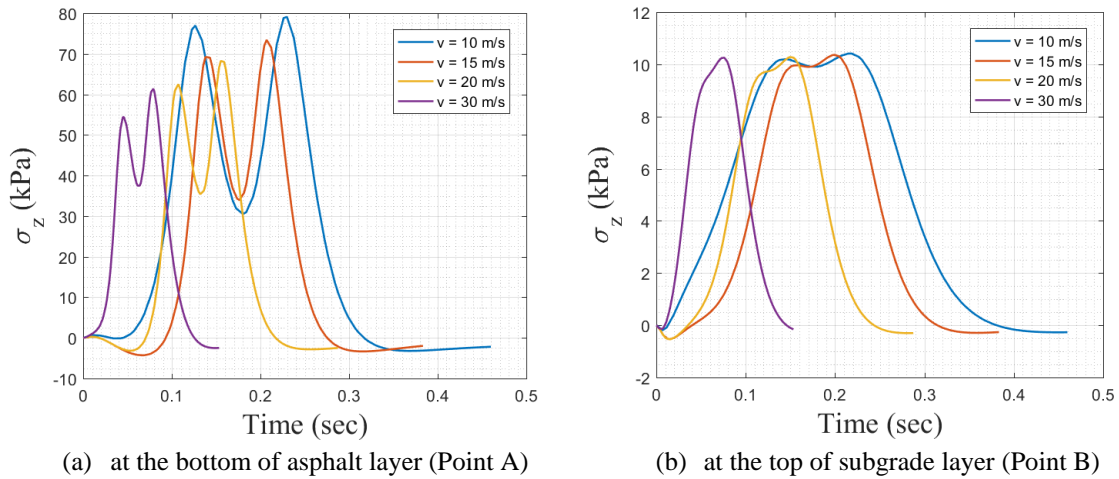 80
70
60
50
40
30
20
10
0
-10
σz (kPa)
0 0.1 0.2 0.3 0.4 0.5
Time (sec)
v = 10 m/s
v = 15 m/s
v = 20 m/s
v = 30 m/s
(a) at the bottom of asphalt layer (Point A)
12
10
8
6
4
2
0
-2
σz (kPa)
0 0.1 0.2 0.3 0.4 0.5
Time (sec)
v = 10 m/s
v = 15 m/s
v = 20 m/s
v = 30 m/s
(b) at the top of subgrade layer (Point B)